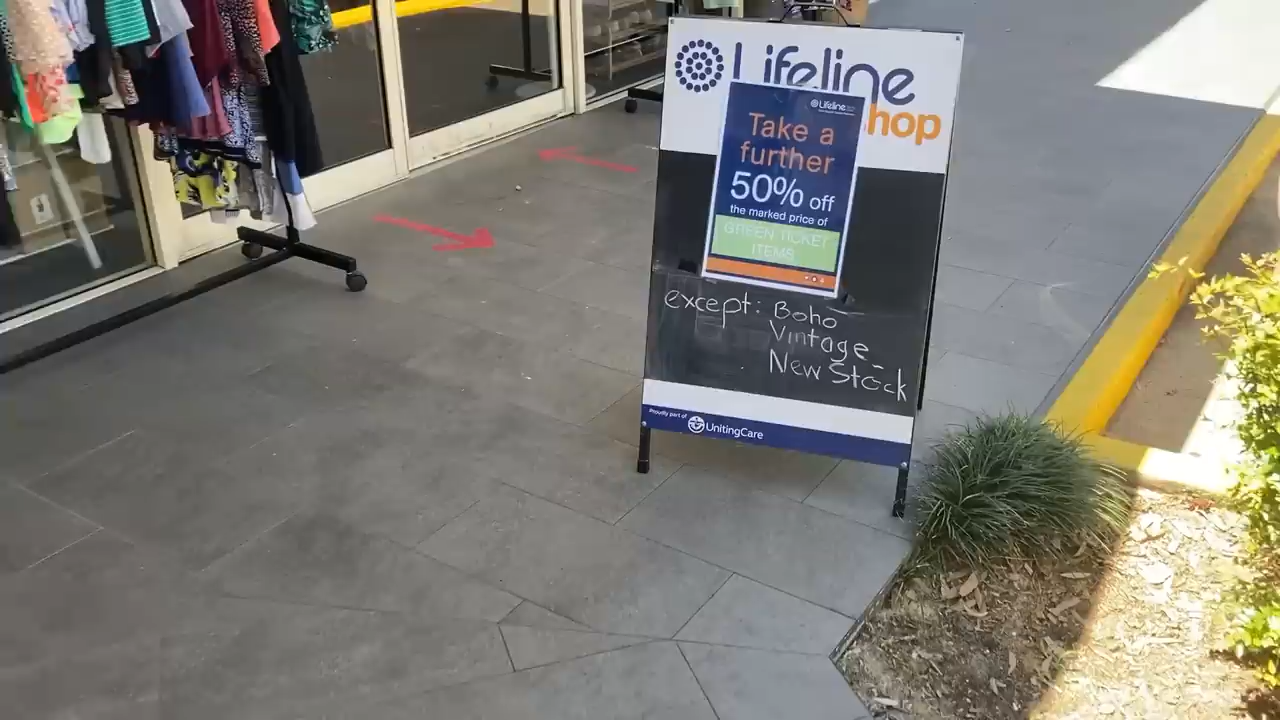 Lifeline
hop
Lifeline
Take a
further
50% off
the marked price of
GREEN TICKET
ITEMS
except: Boho
Vintage
New Stock
Proudly part of
UnitingCare